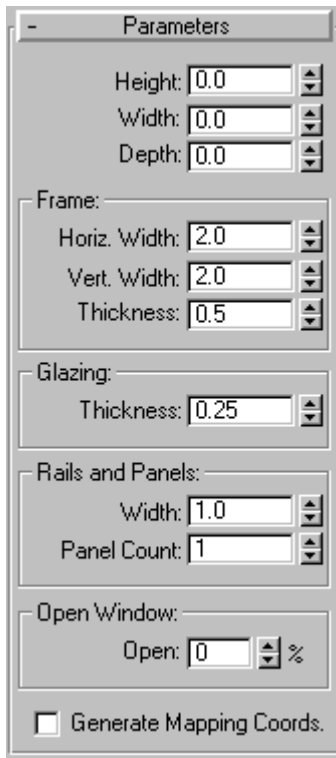 - Parameters
Height: 0.0
Width: 0.0
Depth: 0.0
Frame:
Horiz. Width: 2.0
Vert. Width: 2.0
Thickness: 0.5
Glazing:
Thickness: 0.25
Rails and Panels:
Width: 1.0
Panel Count: 1
Open Window:
Open: 0 %
Generate Mapping Coords.